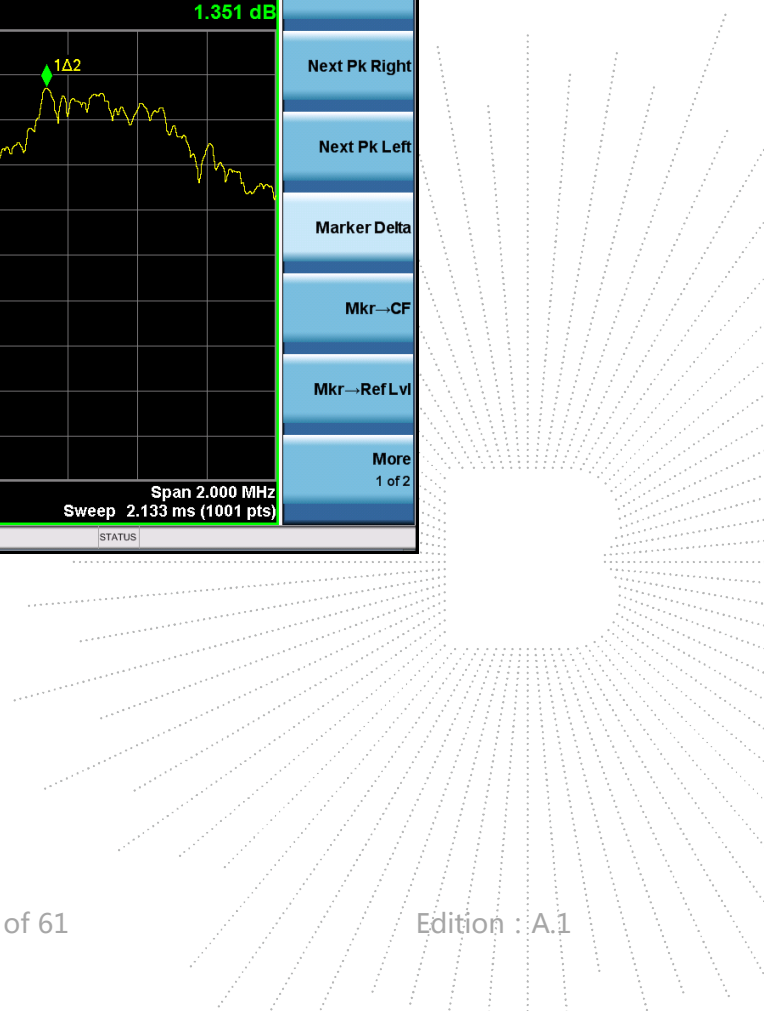 1.351 dB
1Δ2
Next Pk Right
Next Pk Left
Marker Delta
Mkr→CF
Mkr→Ref Lvl
More
1 of 2
Span 2.000 MHz
Sweep 2.133 ms (1001 pts)
STATUS
of 61
Edition : A.1